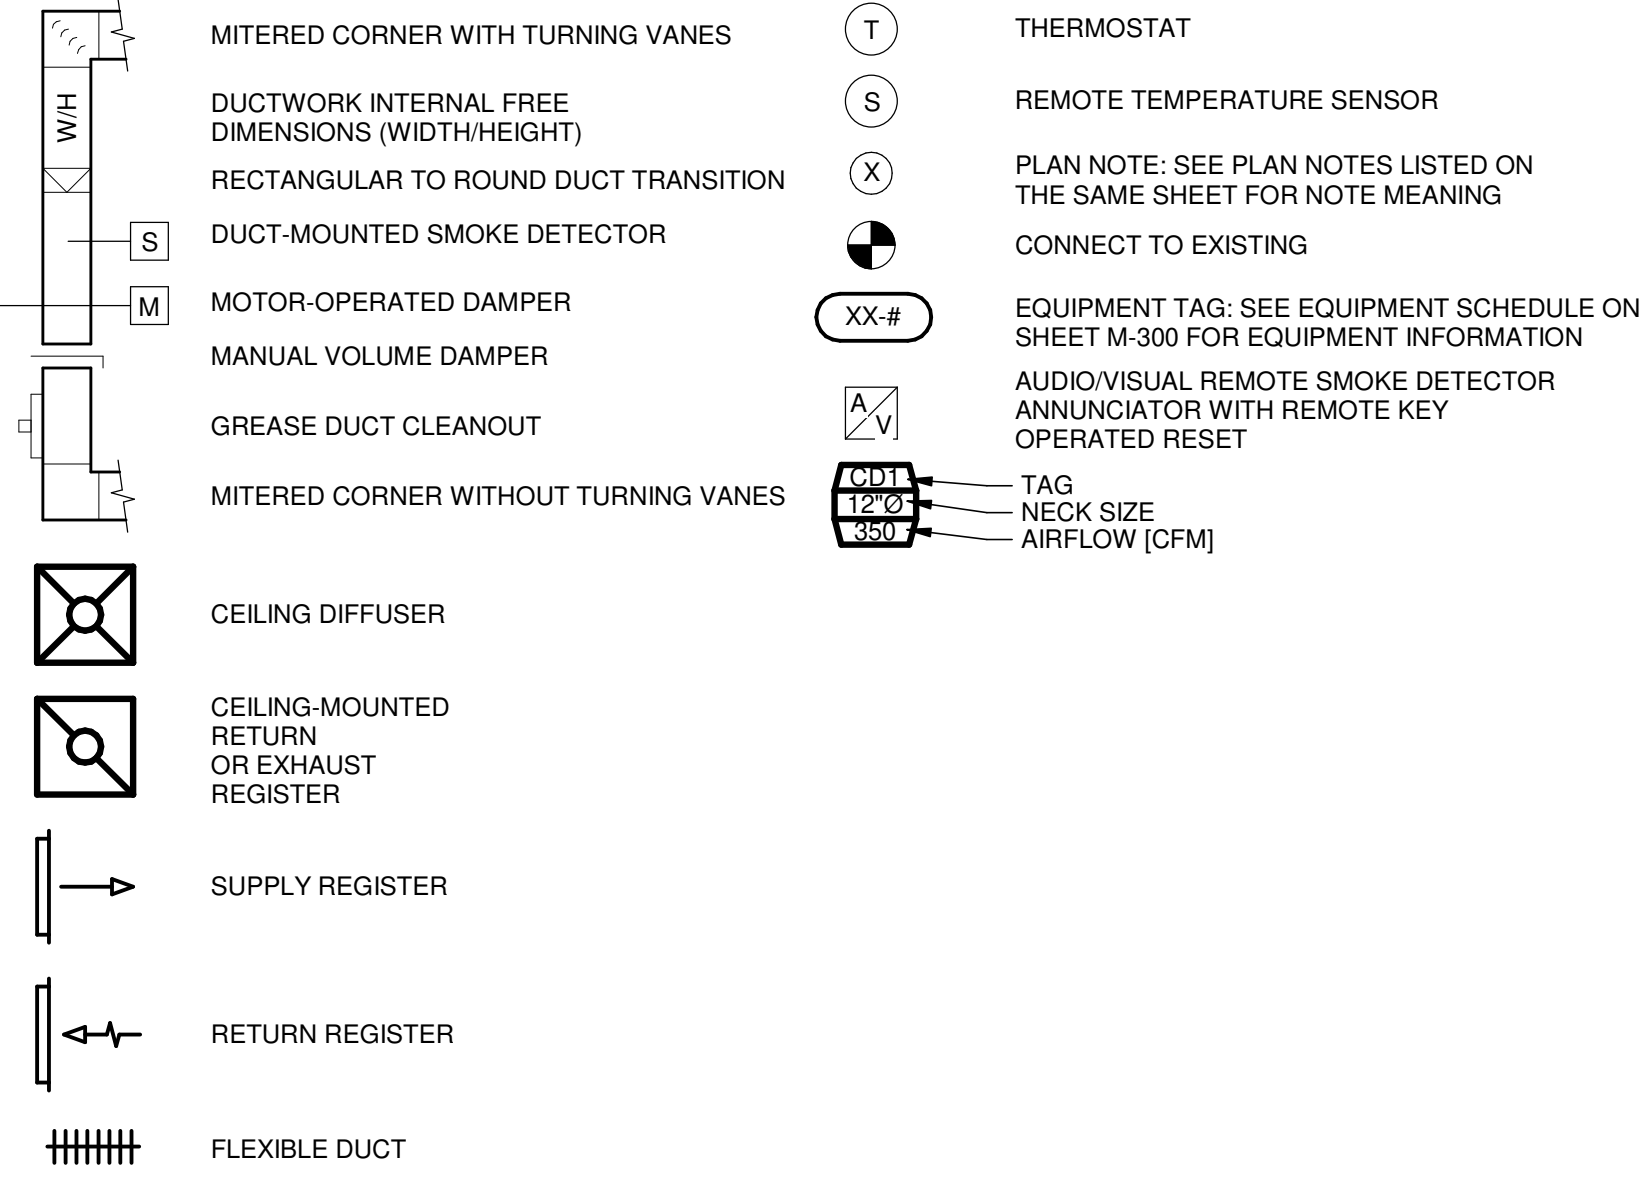 MITERED CORNER WITH TURNING VANES
W/H
DUCTWORK INTERNAL FREE
DIMENSIONS (WIDTH/HEIGHT)
RECTANGULAR TO ROUND DUCT TRANSITION
S
DUCT-MOUNTED SMOKE DETECTOR
M
MOTOR-OPERATED DAMPER
MANUAL VOLUME DAMPER
GREASE DUCT CLEANOUT
MITERED CORNER WITHOUT TURNING VANES
CEILING DIFFUSER
CEILING-MOUNTED
RETURN
OR EXHAUST
REGISTER
SUPPLY REGISTER
RETURN REGISTER
FLEXIBLE DUCT
T
THERMOSTAT
S
REMOTE TEMPERATURE SENSOR
X
PLAN NOTE: SEE PLAN NOTES LISTED ON
THE SAME SHEET FOR NOTE MEANING
CONNECT TO EXISTING
XX-#
EQUIPMENT TAG: SEE EQUIPMENT SCHEDULE ON
SHEET M-300 FOR EQUIPMENT INFORMATION
A/V
AUDIO/VISUAL REMOTE SMOKE DETECTOR
ANNUNCIATOR WITH REMOTE KEY
OPERATED RESET
CD1
TAG
12"Ø
NECK SIZE
350
AIRFLOW [CFM]